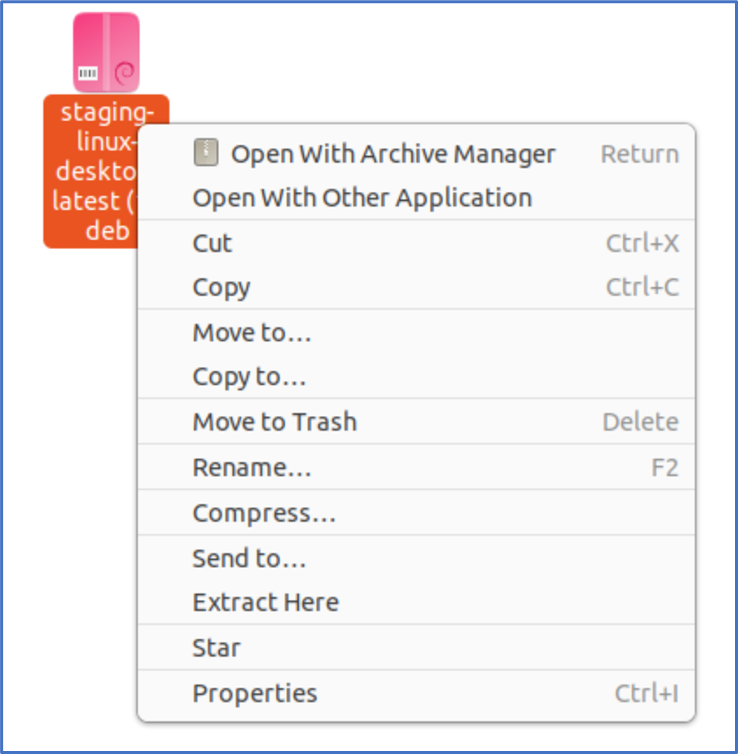 staging-
linux-
deskto
latest (
deb
Open With Archive Manager Return
Open With Other Application
Cut Ctrl+X
Copy Ctrl+C
Move to...
Copy to...
Move to Trash Delete
Rename... F2
Compress...
Send to...
Extract Here
Star
Properties Ctrl+I